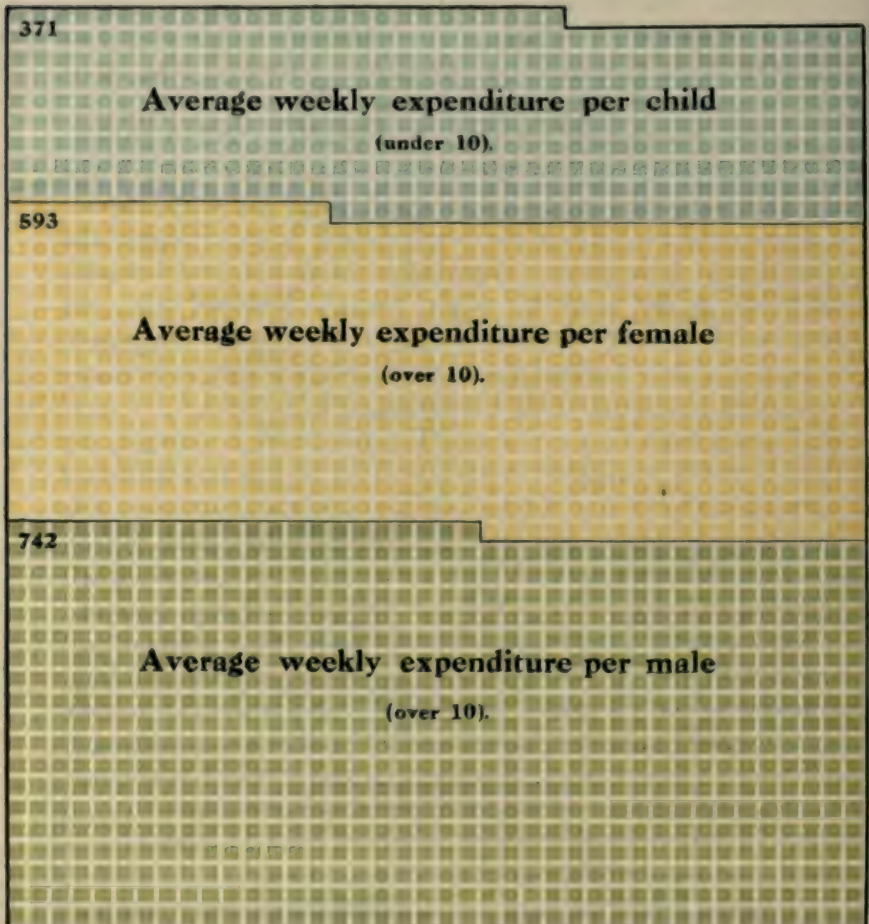 371
Average weekly expenditure per child
(under 10).
593
Average weekly expenditure per female
(over 10).
742
Average weekly expenditure per male
(over 10).